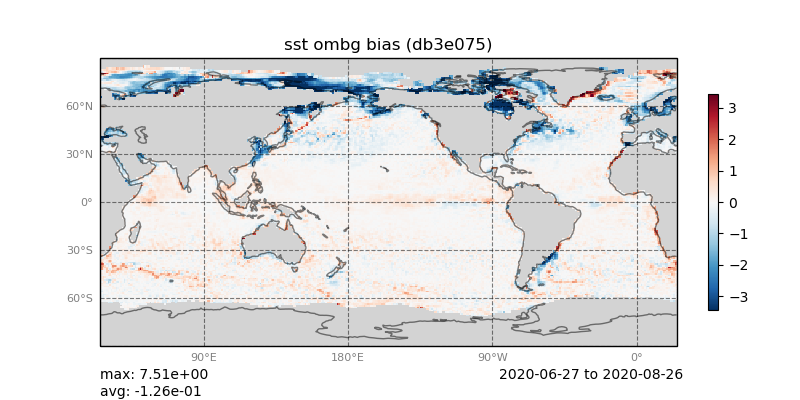 sst ombg bias (db3e075)
60°N
30°N
0°
30°S
60°S
90°E
180°E
90°W
0°
3
2
1
0
−1
−2
−3
max: 7.51e+00
avg: -1.26e-01
2020-06-27 to 2020-08-26